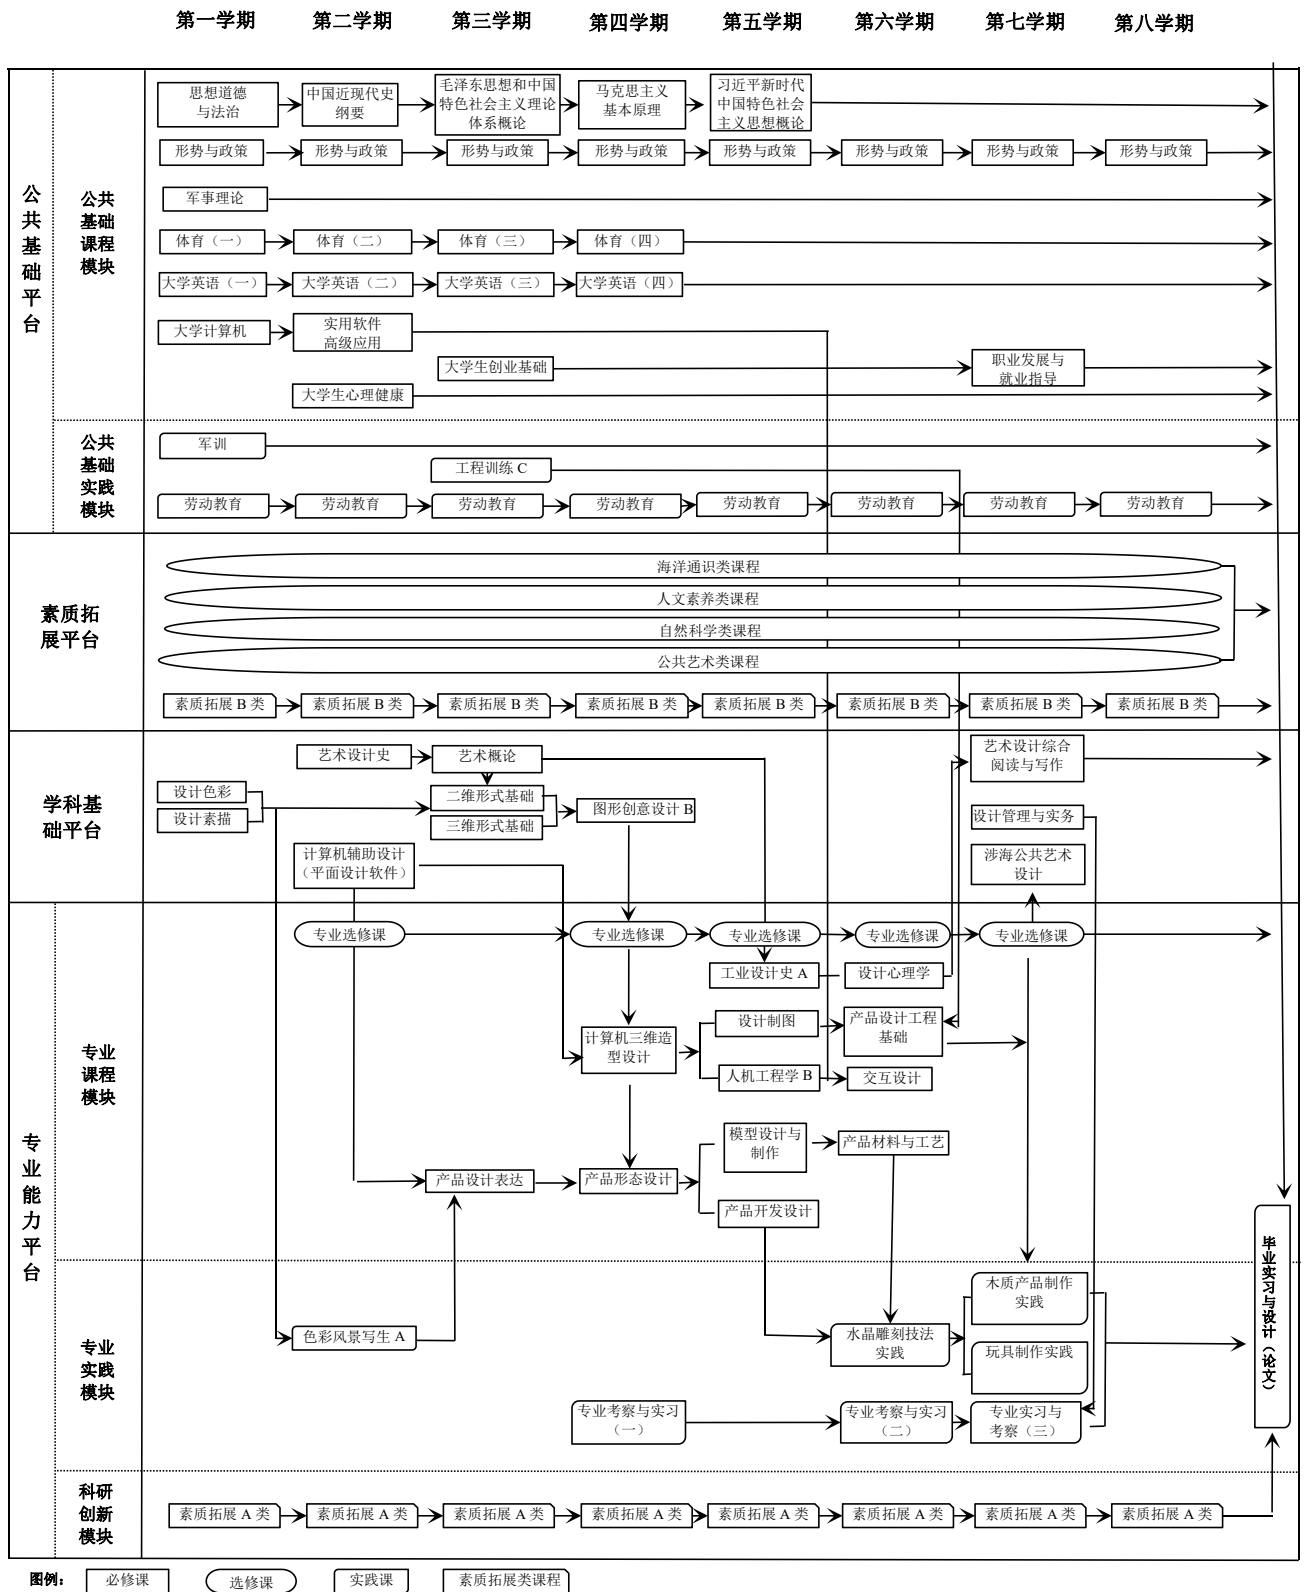 第一学期 第二学期 第三学期 第四学期 第五学期 第六学期 第七学期 第八学期
公共基础平台
公共
基础
课程
模块
思想道德
与法治
中国近现代史
纲要
毛泽东思想和中国
特色社会主义理论
体系概论
马克思主义
基本原理
习近平新时代
中国特色社会
主义思想概论
形势与政策 形势与政策 形势与政策 形势与政策 形势与政策 形势与政策 形势与政策 形势与政策
军事理论
体育（一） 体育（二） 体育（三） 体育（四）
大学英语（一） 大学英语（二） 大学英语（三） 大学英语（四）
大学计算机
实用软件
高级应用
大学生创业基础
职业发展与
就业指导
大学生心理健康
公共
基础
实践
模块
军训
工程训练 C
劳动教育 劳动教育 劳动教育 劳动教育 劳动教育 劳动教育 劳动教育 劳动教育
素质拓
展平台
海洋通识类课程
人文素养类课程
自然科学类课程
公共艺术类课程
素质拓展 B 类 素质拓展 B 类 素质拓展 B 类 素质拓展 B 类 素质拓展 B 类 素质拓展 B 类 素质拓展 B 类 素质拓展 B 类
学科基
础平台
艺术设计史 艺术概论
艺术设计综合
阅读与写作
设计色彩
设计素描
二维形式基础
三维形式基础
图形创意设计 B
设计管理与实务
计算机辅助设计
（平面设计软件）
涉海公共艺术
设计
专业能力平台
专业
课程
模块
专业选修课 专业选修课 专业选修课 专业选修课 专业选修课
工业设计史 A 设计心理学
计算机三维造
型设计
设计制图
产品设计工程
基础
人机工程学 B 交互设计
模型设计与
制作
产品材料与工艺
产品设计表达 产品形态设计
产品开发设计
专业
实践
模块
木质产品制作
实践
色彩风景写生 A
水晶雕刻技法
实践
玩具制作实践
专业考察与实习
（一）
专业考察与实习
（二）
专业实习与
考察（三）
毕业实习与设计（论文）
科研
创新
模块
素质拓展 A 类 素质拓展 A 类 素质拓展 A 类 素质拓展 A 类 素质拓展 A 类 素质拓展 A 类 素质拓展 A 类 素质拓展 A 类
图例： 必修课 选修课 实践课 素质拓展类课程